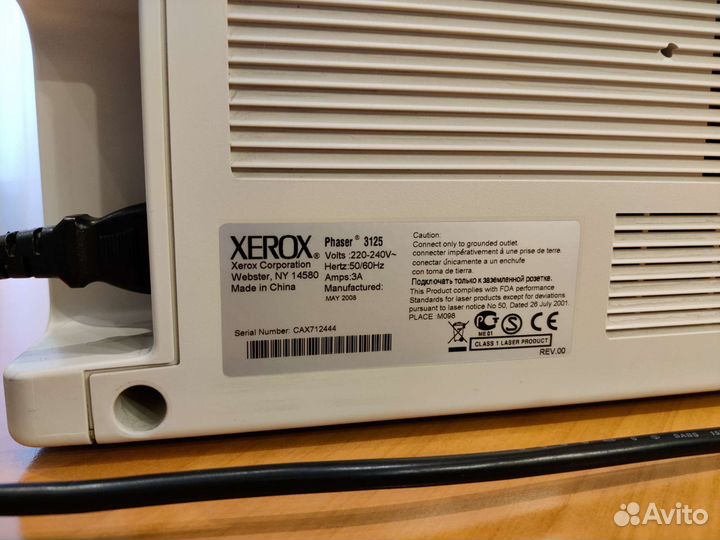 XEROX®
Xerox Corporation
Webster, NY 14580
Made in China
Phaser® 3125
Volts :220-240V~
Hertz:50/60Hz
Amps:3A
Manufactured:
MAY 2008
Serial Number: CAX712444
Caution:
Connect only to grounded outlet
connecter impérativement à une prise de terre.
conectar únicamente a un enchufe
con toma de tierra.
Подключать только к заземленной розетке.
This Product complies with FDA performance
Standards for laser products except for deviations
pursuant to laser notice No 50, Dated 26 July 2001.
PLACE :M098
ME 01
CE
CLASS 1 LASER PRODUCT
REV.00
SABS
Avito